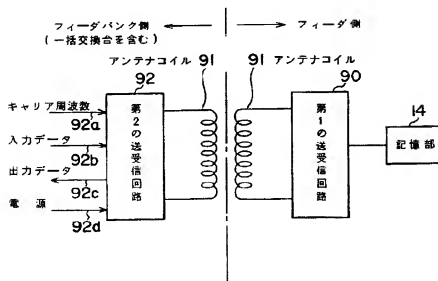 フィーダバンク側
(一括交換台を含む)
フィーダ側
アンテナコイル
アンテナコイル
92
91
91
90
キャリア周波数
92a
入力データ
92b
出力データ
92c
電源
92d
第2の送受信回路
第1の送受信回路
14
記憶部